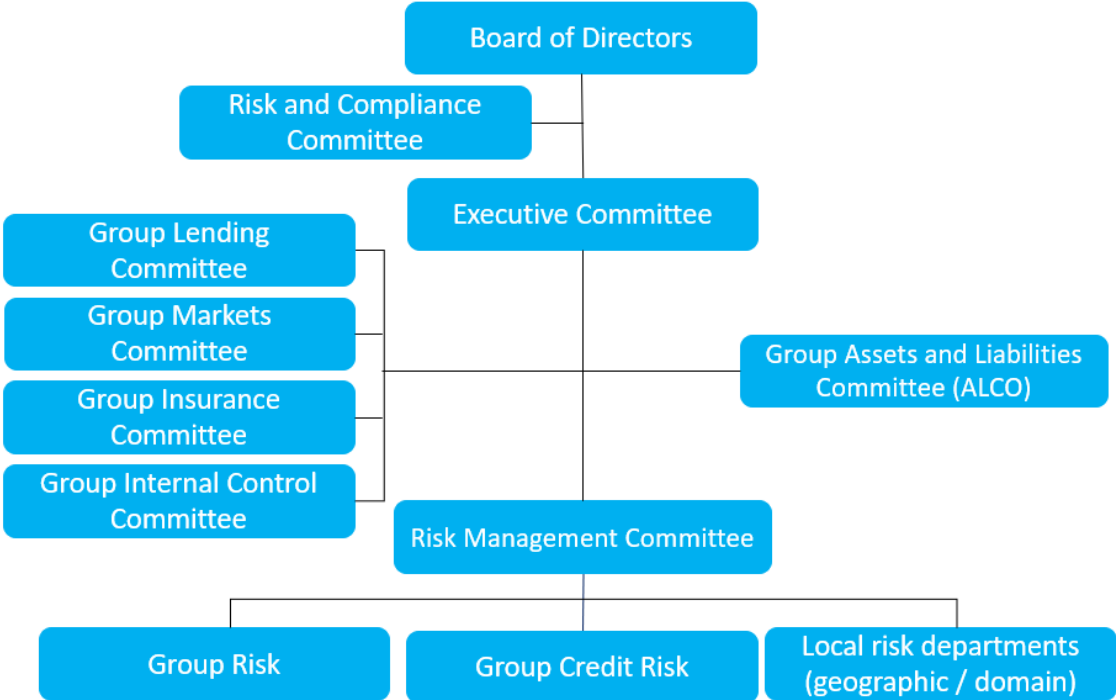 Board of Directors
Risk and Compliance
Committee
Executive Committee
Group Lending
Committee
Group Markets
Committee
Group Insurance
Committee
Group Internal Control
Committee
Group Assets and Liabilities
Committee (ALCO)
Risk Management Committee
Group Risk
Group Credit Risk
Local risk departments
(geographic / domain)